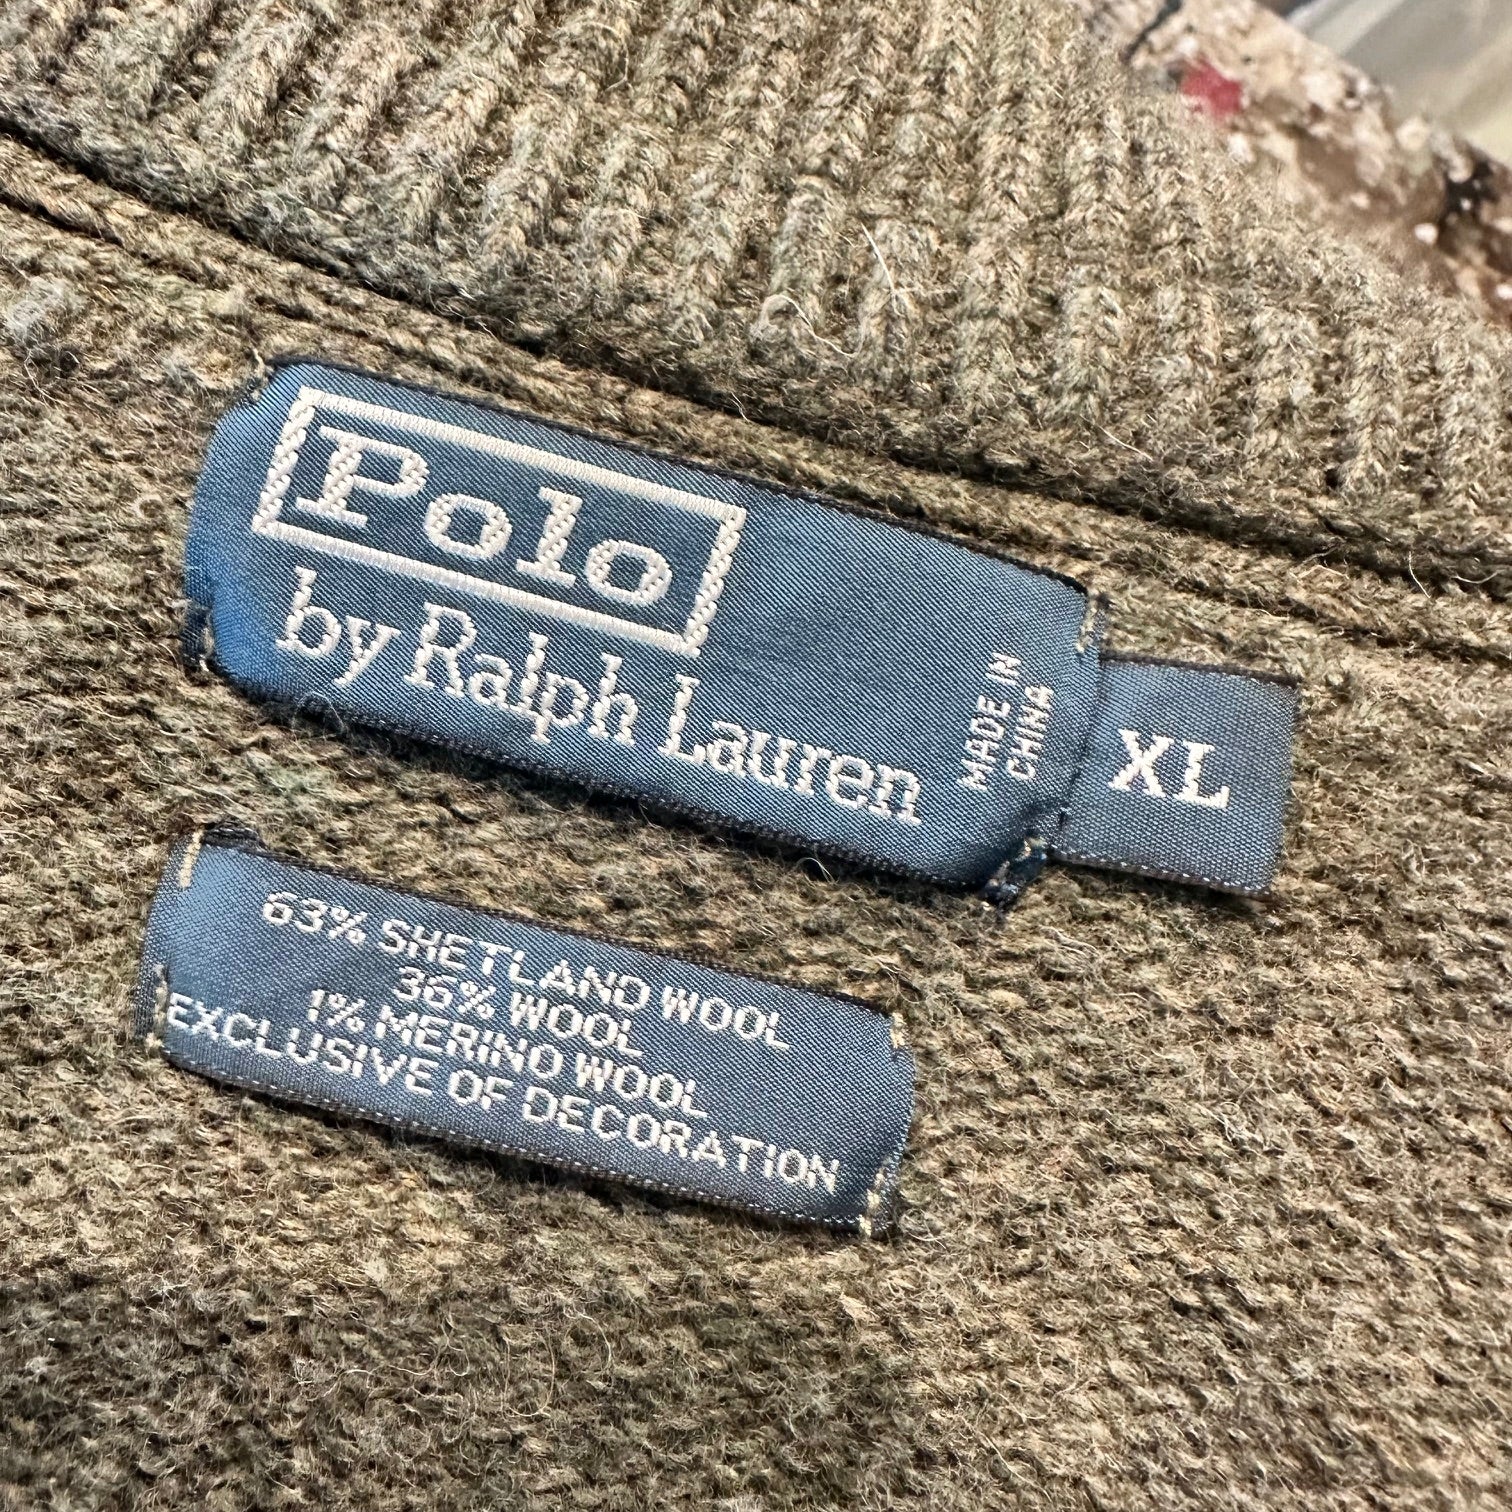 Polo
by Ralph Lauren
MADE IN
CHINA
XL
63% SHETLAND WOOL
36% WOOL
1% MERINO WOOL
EXCLUSIVE OF DECORATION